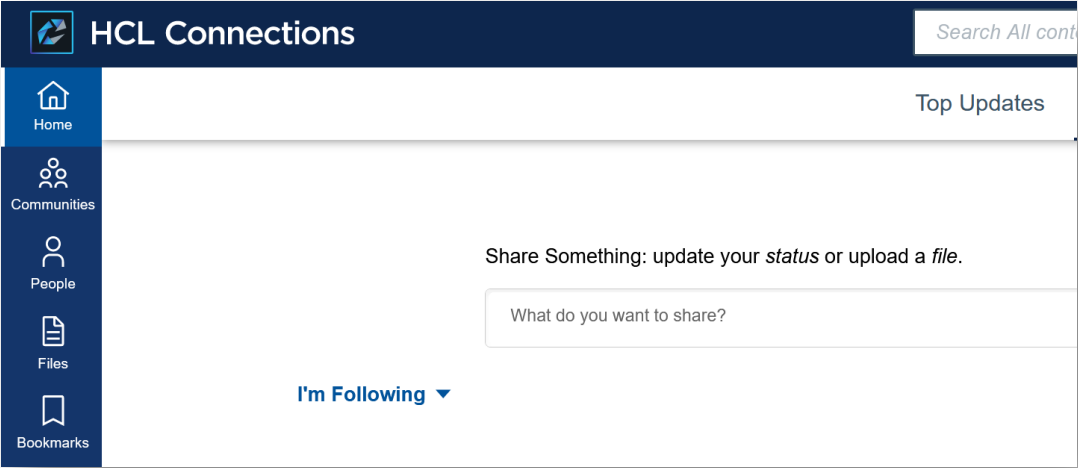 HCL Connections
Search All cont
Home
Top Updates
Communities
People
Files
Bookmarks
Share Something: update your status or upload a file.
What do you want to share?
I'm Following